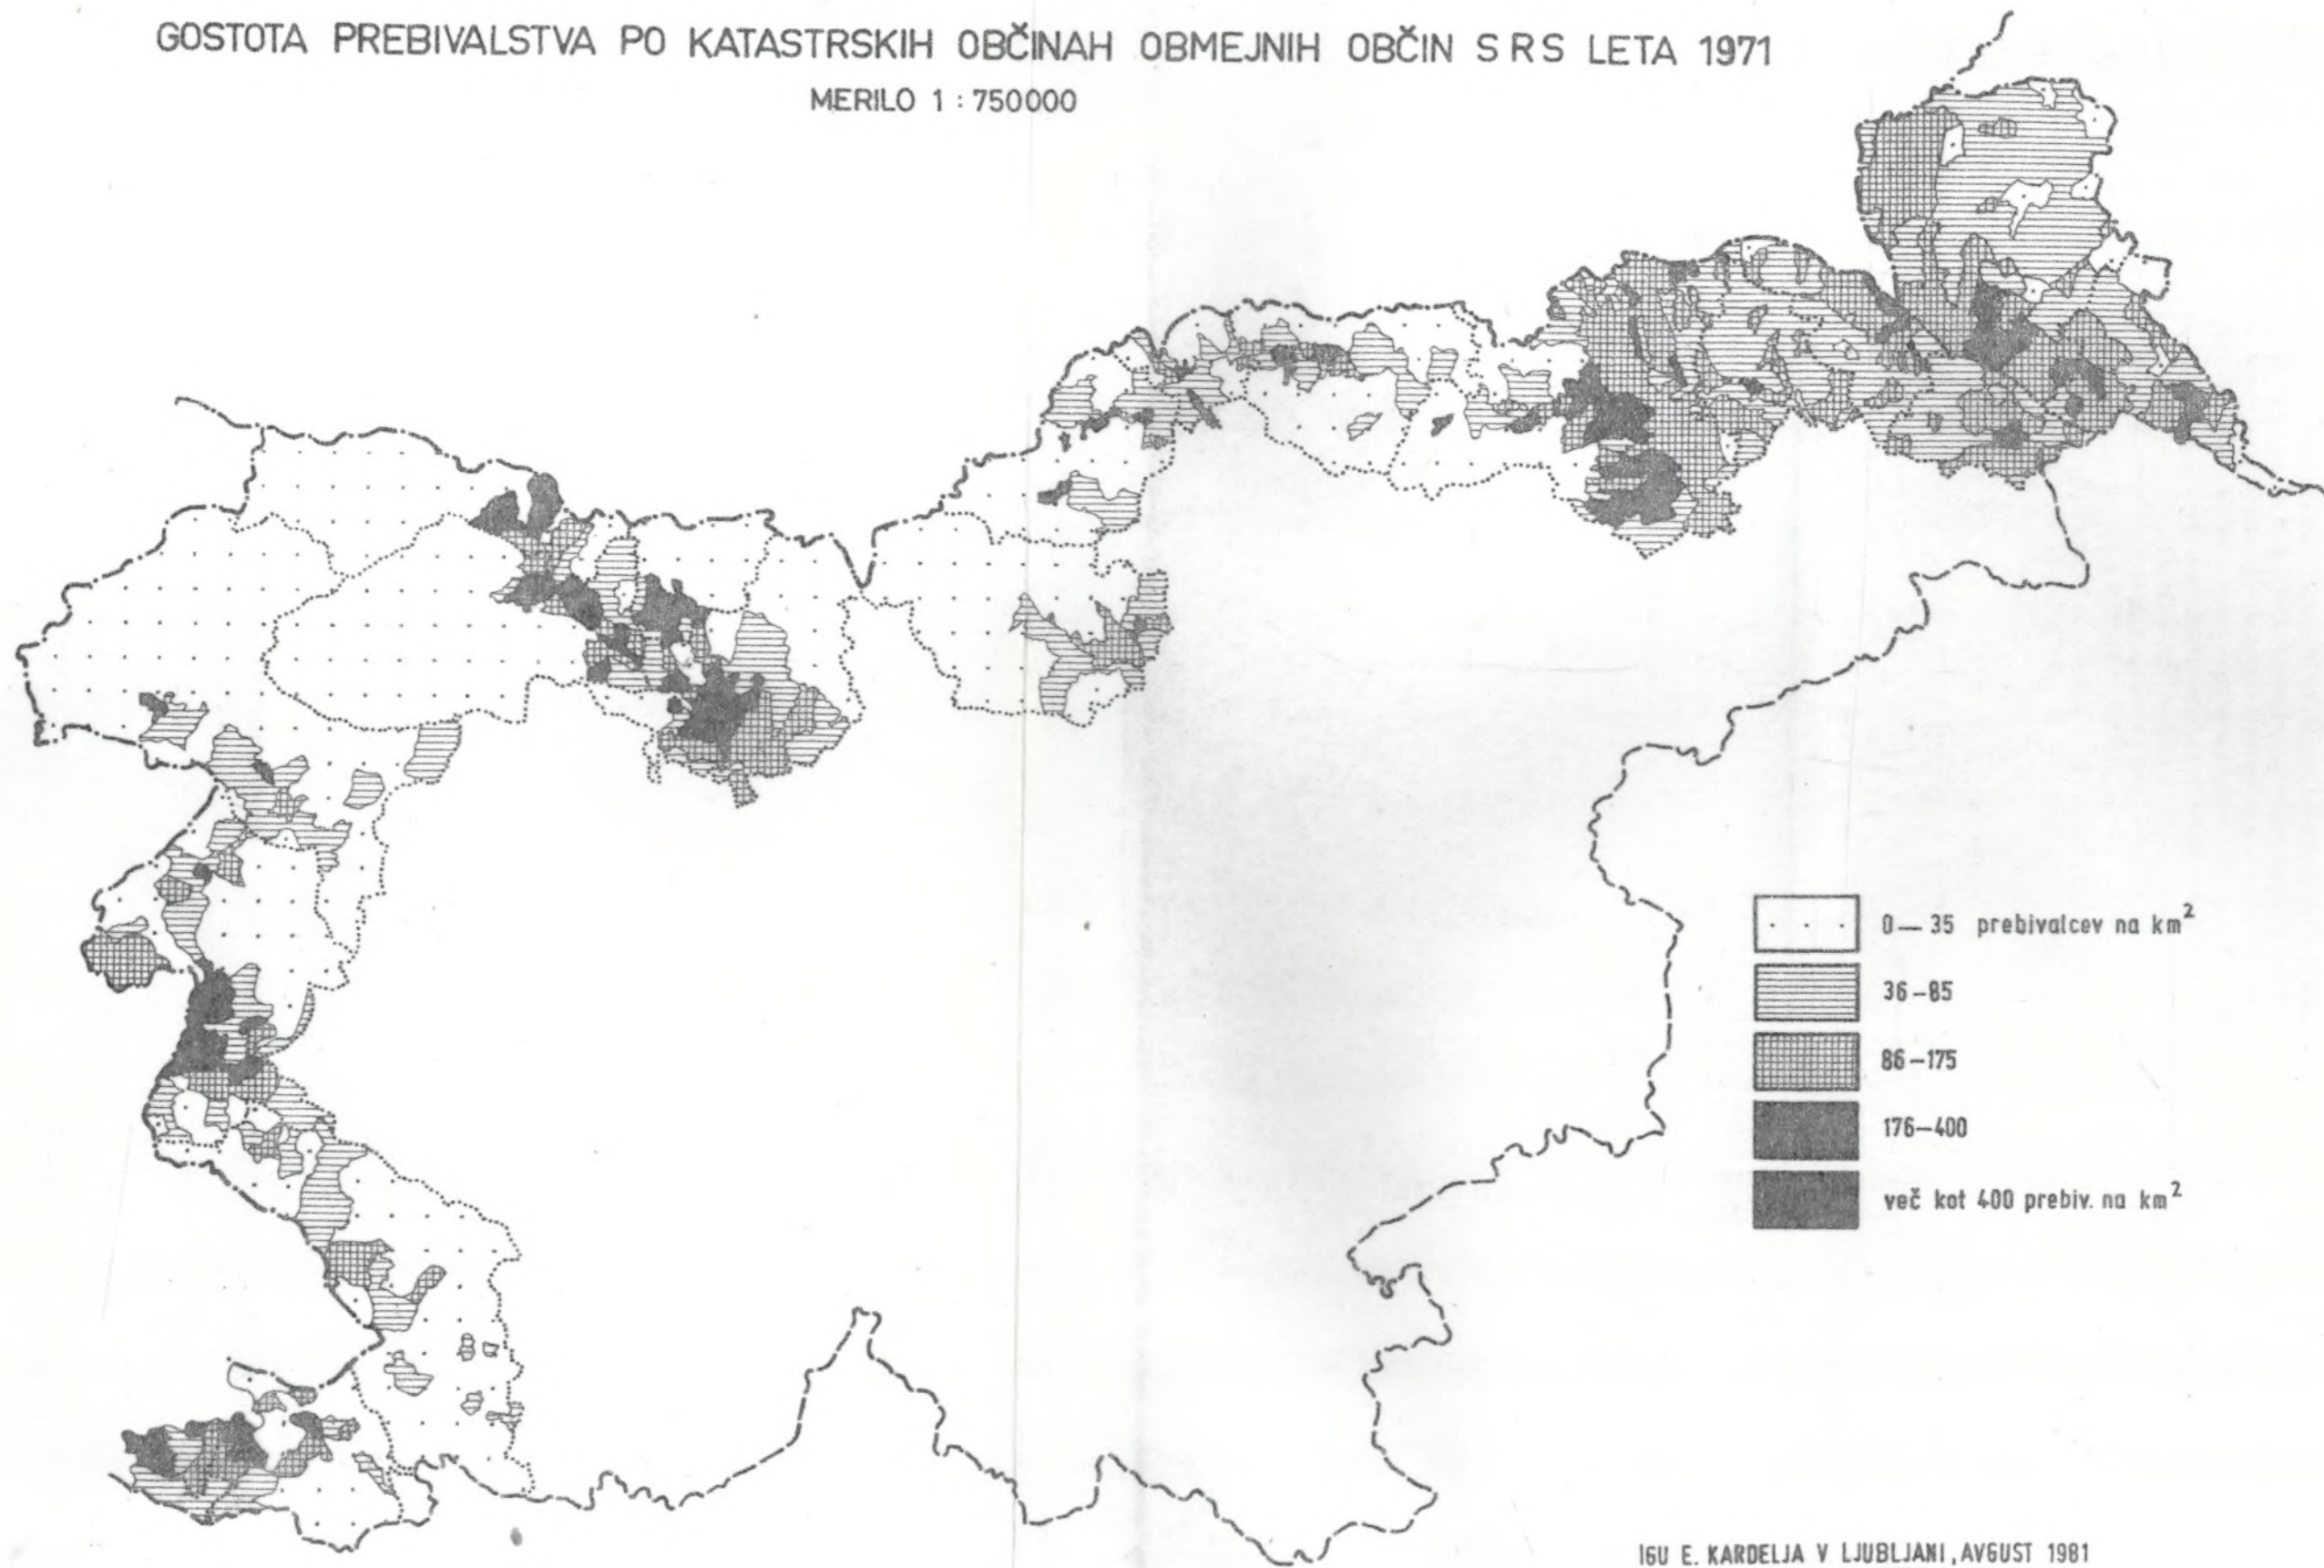 GOSTOTA PREBIVALSTVA PO KATASTRSKIH OBČINAH OBMEJNIH OBČIN SRS LETA 1971
MERILO 1 : 750000
0 — 35 prebivalcev na km²
36 – 85
86 – 175
176 – 400
več kot 400 prebiv. na km²
IGU E. KARDELJA V LJUBLJANI, AVGUST 1981